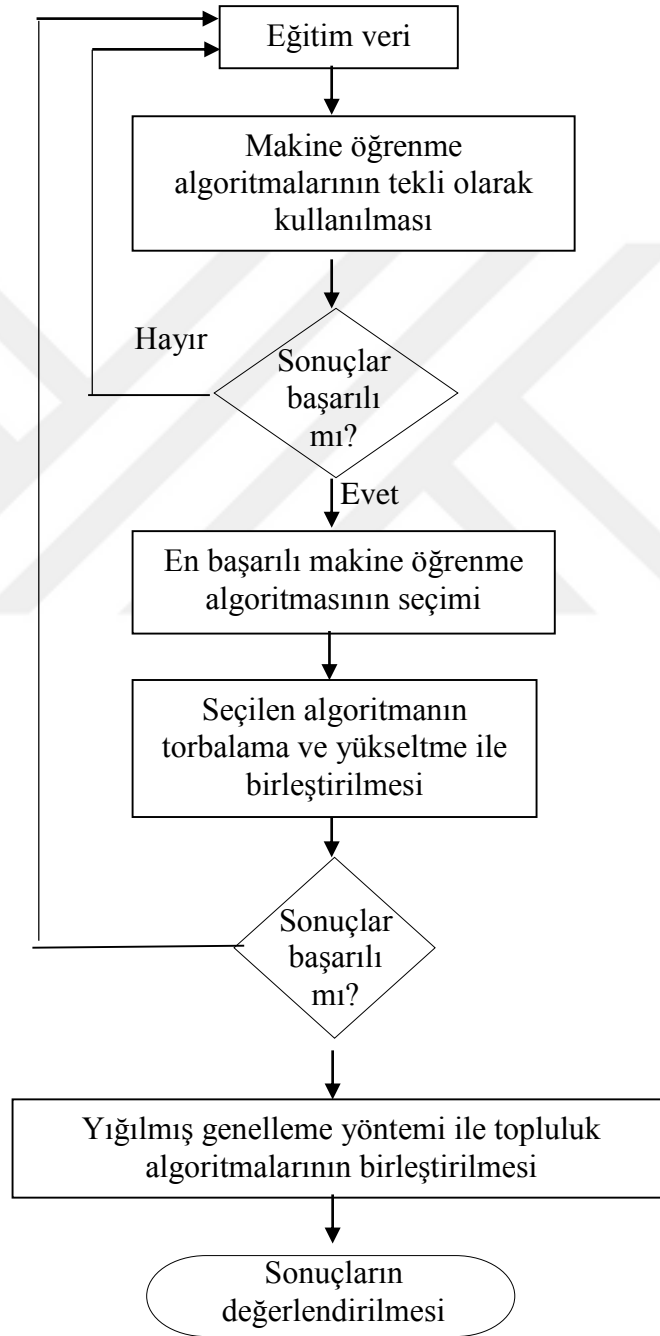 Eğitim veri
Makine öğrenme
algoritmalarının tekli olarak
kullanılması
Hayır
Sonuçlar
başarılı
mı?
Evet
En başarılı makine öğrenme
algoritmasının seçimi
Seçilen algoritmanın
torbalama ve yükseltme ile
birleştirilmesi
Sonuçlar
başarılı
mı?
Yığılmış genelleme yöntemi ile topluluk
algoritmalarının birleştirilmesi
Sonuçların
değerlendirilmesi